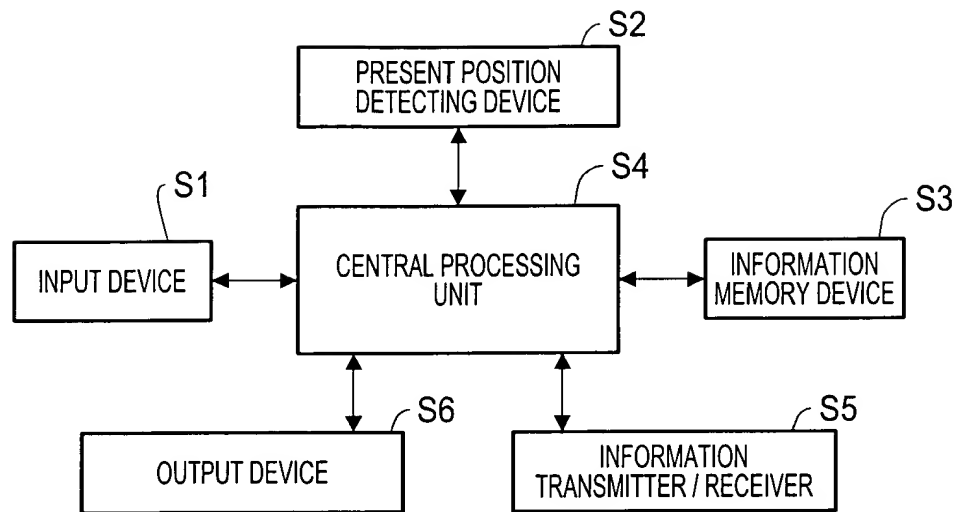 S2
PRESENT POSITION
DETECTING DEVICE
S4
S1
S3
CENTRAL PROCESSING
UNIT
INPUT DEVICE
INFORMATION
MEMORY DEVICE
S6
S5
OUTPUT DEVICE
INFORMATION
TRANSMITTER / RECEIVER